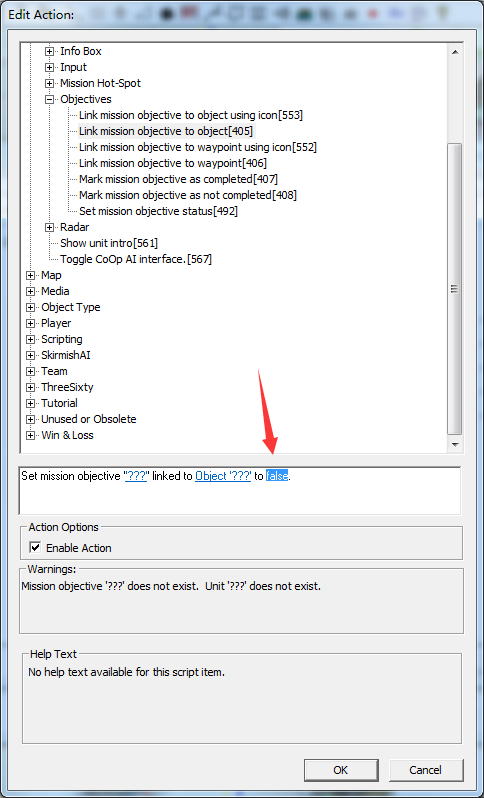 Edit Action:
Info Box
Input
Mission Hot-Spot
Objectives
Link mission objective to object using icon[553]
Link mission objective to object[405]
Link mission objective to waypoint using icon[552]
Link mission objective to waypoint[406]
Mark mission objective as completed[407]
Mark mission objective as not completed[408]
Set mission objective status[492]
Radar
Show unit intro[561]
Toggle CoOp AI interface.[567]
Map
Media
Object Type
Player
Scripting
SkirmishAI
Team
ThreeSixty
Tutorial
Unused or Obsolete
Win & Loss
Set mission objective "???" linked to Object '???' to false.
Action Options
Enable Action
Warnings:
Mission objective '???' does not exist.  Unit '???' does not exist.
Help Text
No help text available for this script item.
OK
Cancel